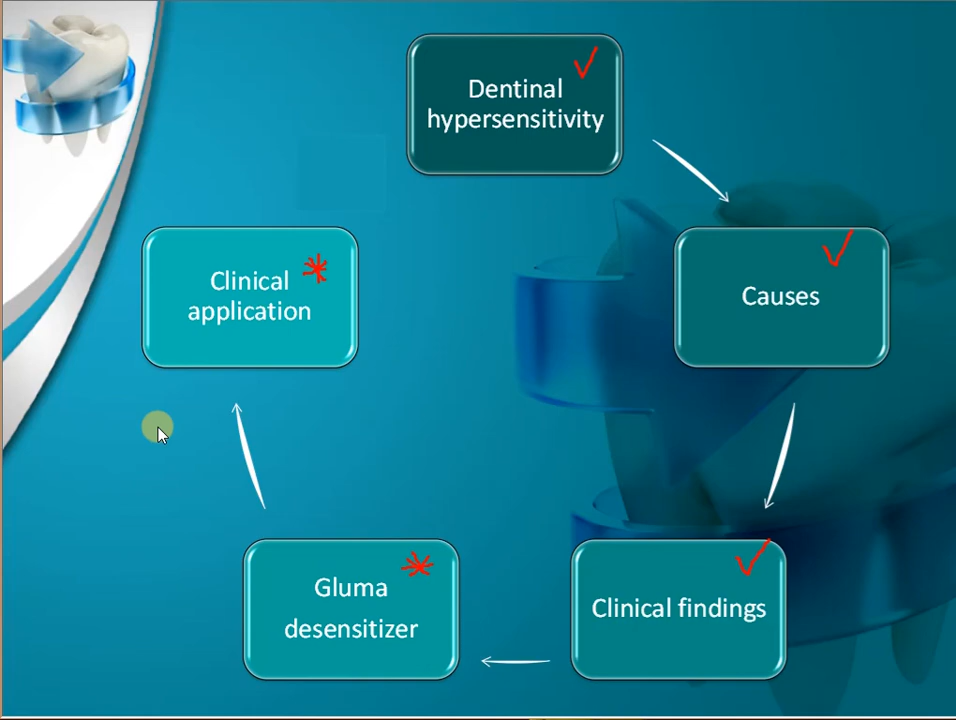 Dentinal
hypersensitivity
Causes
Clinical findings
Gluma
desensitizer
Clinical
application